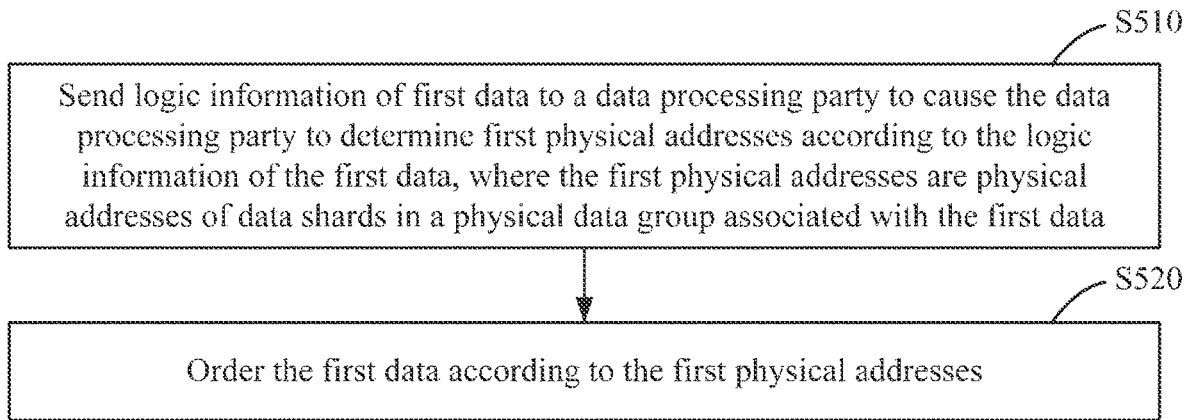 S510
Send logic information of first data to a data processing party to cause the data
processing party to determine first physical addresses according to the logic
information of the first data, where the first physical addresses are physical
addresses of data shards in a physical data group associated with the first data
S520
Order the first data according to the first physical addresses